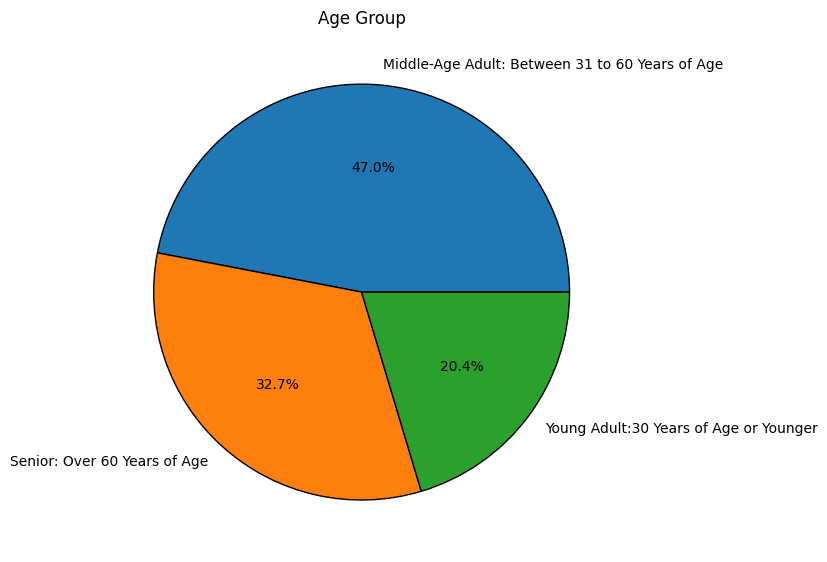 Age Group
Middle-Age Adult: Between 31 to 60 Years of Age
47.0%
20.4%
32.7%
Young Adult:30 Years of Age or Younger
Senior: Over 60 Years of Age